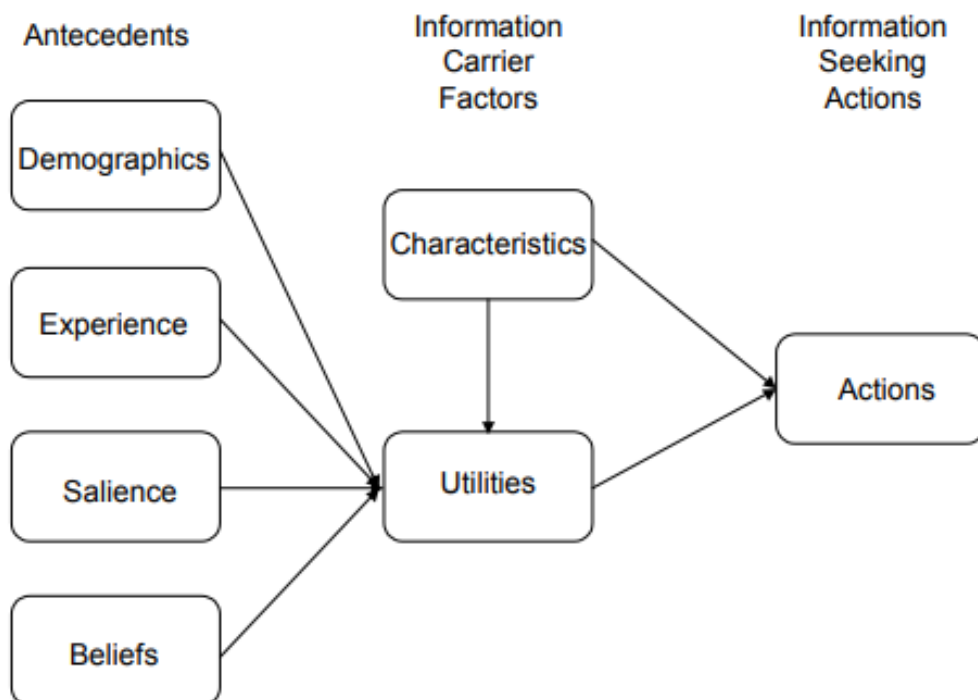 Antecedents
Information
Carrier
Factors
Information
Seeking
Actions
Demographics
Experience
Salience
Beliefs
Characteristics
Utilities
Actions